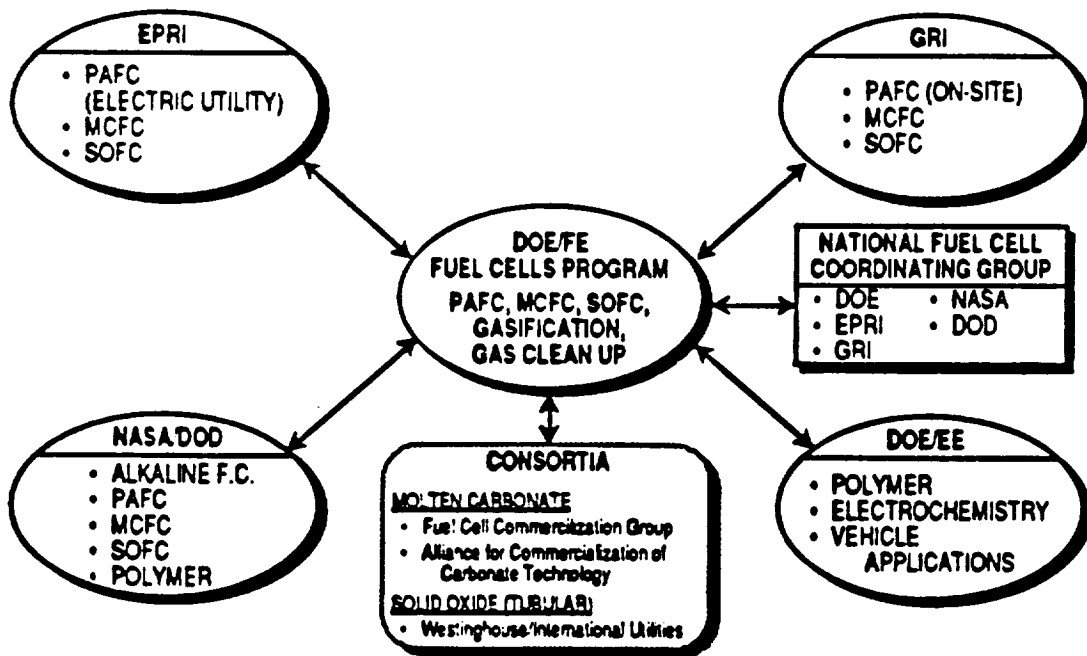 EPRI
• PAFC
(ELECTRIC UTILITY)
• MCFC
• SOFC
GRI
• PAFC (ON-SITE)
• MCFC
• SOFC
DOE/FE
FUEL CELLS PROGRAM
PAFC, MCFC, SOFC,
GASIFICATION,
GAS CLEAN UP
NATIONAL FUEL CELL
COORDINATING GROUP
• DOE • NASA
• EPRI • DOD
• GRI
NASA/DOD
• ALKALINE F.C.
• PAFC
• MCFC
• SOFC
• POLYMER
CONSORTIA
MOLTEN CARBONATE
• Fuel Cell Commercialization Group
• Alliance for Commercialization of
Carbonate Technology
SOLID OXIDE (TUBULAR)
• Westinghouse/International Utilities
DOE/EE
• POLYMER
• ELECTROCHEMISTRY
• VEHICLE
APPLICATIONS